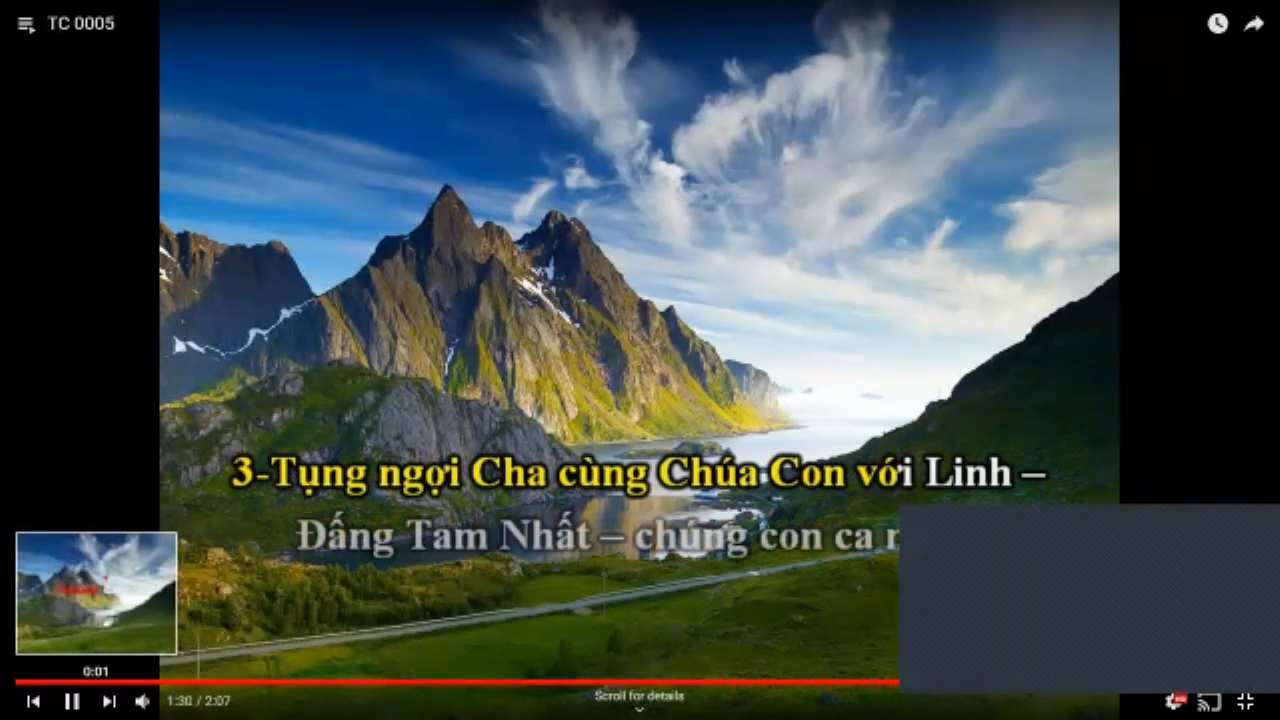 TC 0005
3-Tụng ngợi Cha cùng Chúa Con với Linh –
Đấng Tam Nhất – chúng con ca
0:01
1:30 / 2:07
Scroll for details